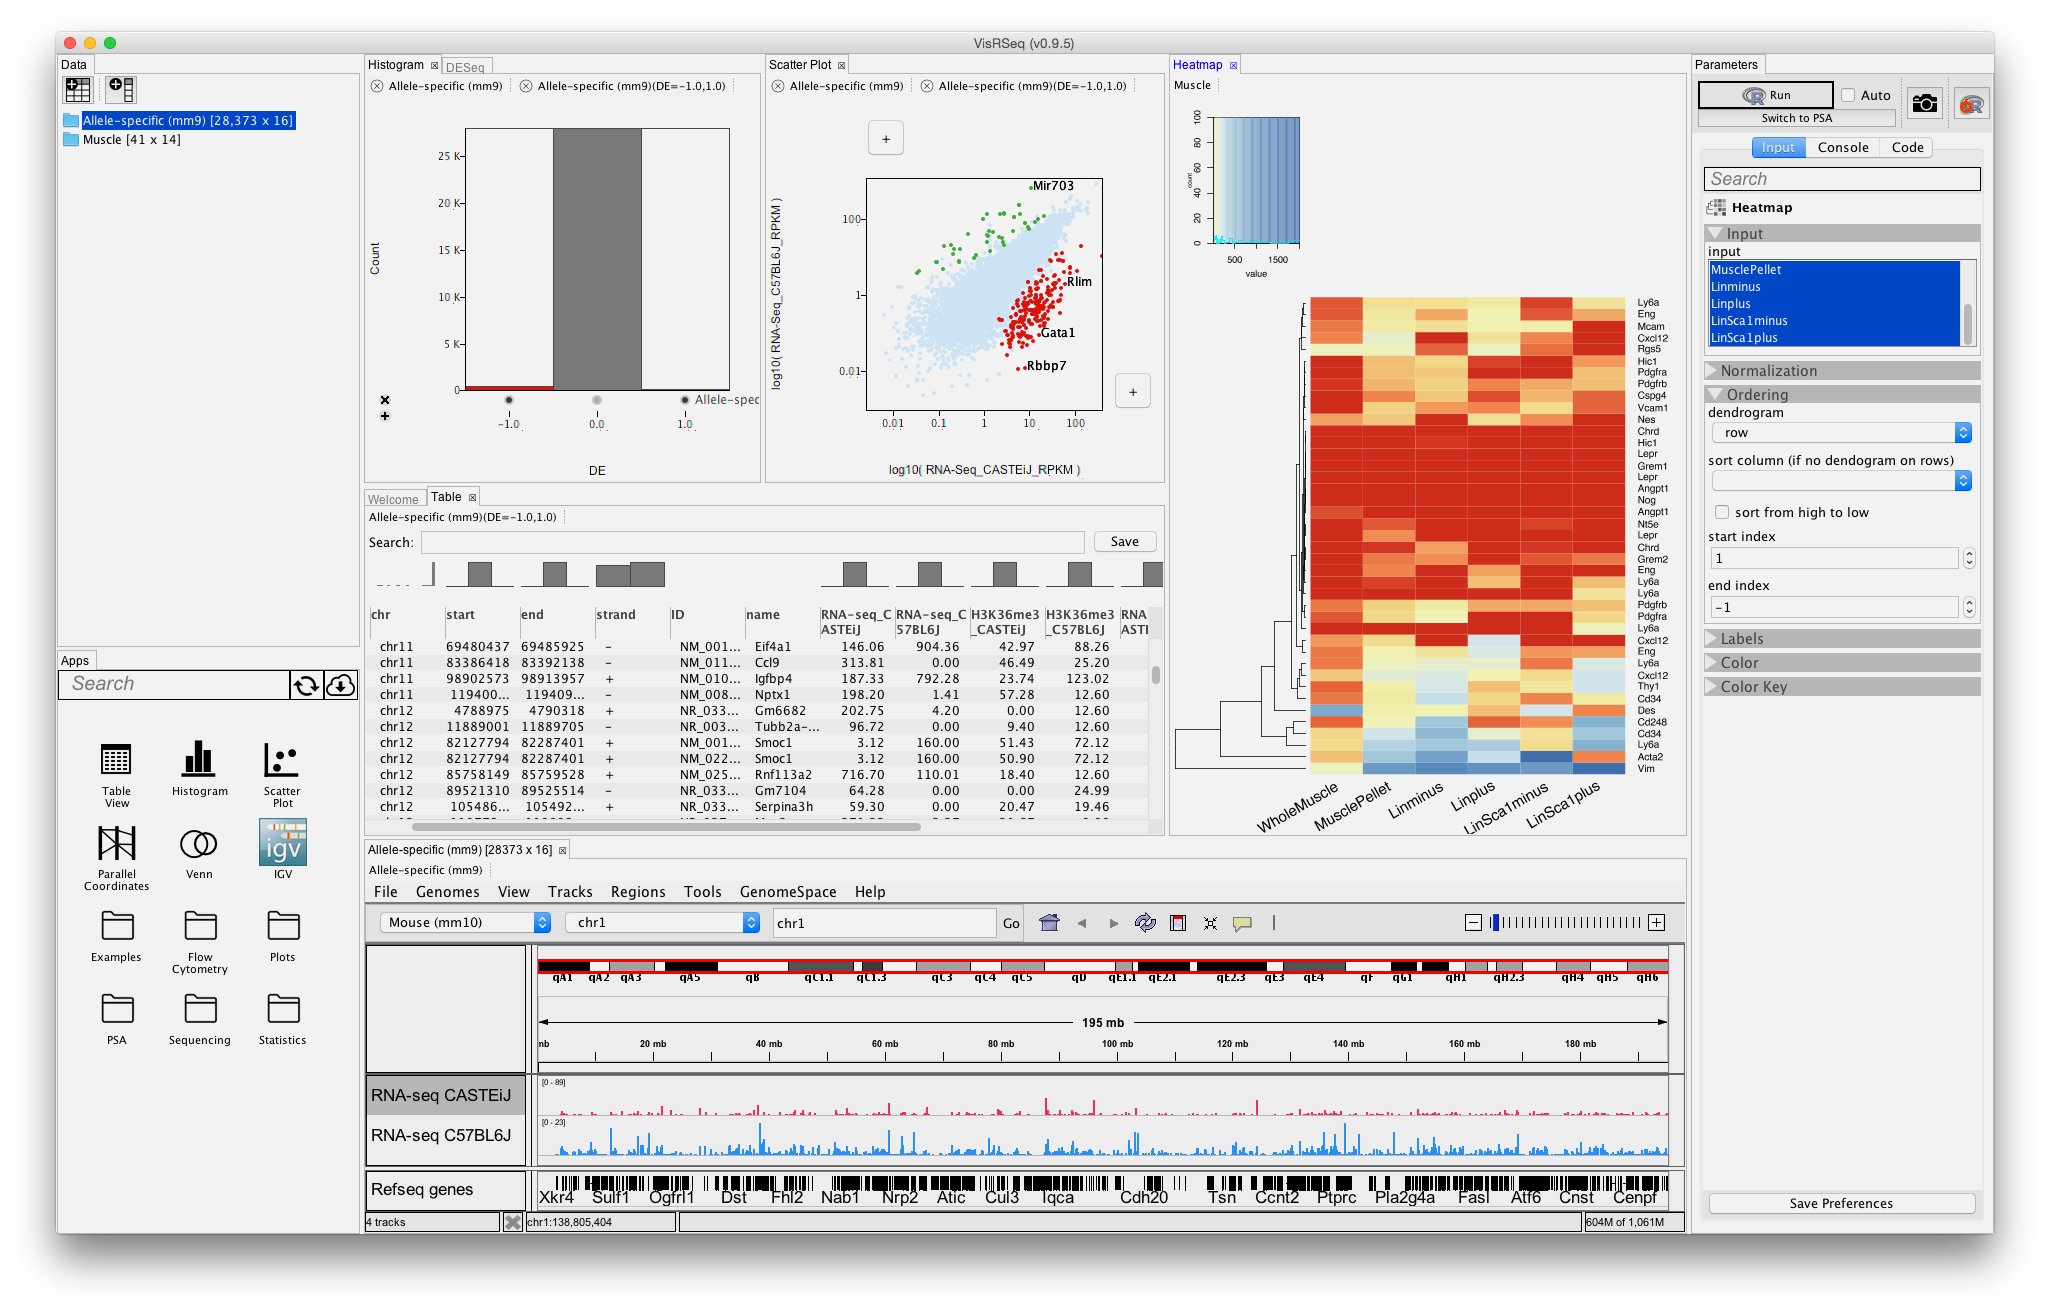 VisRSeq (v0.9.5)
Data
Allele-specific (mm9) [28,373 x 16]
Muscle [41 x 14]
Apps
Search
Table View
Histogram
Scatter Plot
Parallel Coordinates
Venn
igv
IGV
Examples
Flow Cytometry
Plots
PSA
Sequencing
Statistics
Histogram
DESeq
Allele-specific (mm9)
Allele-specific (mm9)(DE=-1.0,1.0)
Count
25 K
20 K
15 K
10 K
5 K
0
Allele-spec
-1.0 0.0 1.0
DE
Scatter Plot
Allele-specific (mm9)
Allele-specific (mm9)(DE=-1.0,1.0)
+
log10( RNA-Seq_C57BL6J_RPKM )
100
1
0.01
Mir703
Rlim
Gata1
Rbbp7
+
0.01 0.1 1 10 100
log10( RNA-Seq_CASTEiJ_RPKM )
Welcome
Table
Allele-specific (mm9)(DE=-1.0,1.0)
Search:
Save
chr start end strand ID name RNA-seq_CASTEiJ RNA-seq_C57BL6J H3K36me3_CASTEiJ H3K36me3_C57BL6J RNA ASTI
chr11 69480437 69485925 - NM_001... Eif4a1 146.06 904.36 42.97 88.26
chr11 83386418 83392138 - NM_011... Ccl9 313.81 0.00 46.49 25.20
chr11 98902573 98913957 + NM_010... Igfbp4 187.33 792.28 23.74 123.02
chr11 119400... 119409... - NM_008... Nptx1 198.20 1.41 57.28 12.60
chr12 4788975 4790318 + NR_033... Gm6682 202.75 4.20 0.00 12.60
chr12 11889001 11889705 - NR_003... Tubb2a-... 96.72 0.00 9.40 12.60
chr12 82127794 82287401 + NM_001... Smoc1 3.12 160.00 51.43 72.12
chr12 82127794 82287401 + NM_022... Smoc1 3.12 160.00 50.90 72.12
chr12 85758149 85759528 + NM_025... Rnf113a2 716.70 110.01 18.40 12.60
chr12 89521310 89525514 - NR_033... Gm7104 64.28 0.00 0.00 24.99
chr12 105486... 105492... + NR_033... Serpina3h 59.30 0.00 20.47 19.46
Heatmap
Muscle
count
0 20 40 60 80 100
500 1500
value
Ly6a
Eng
Mcam
Cxcl12
Rgs5
Hic1
Pdgfra
Pdgfrb
Cspg4
Vcam1
Nes
Chrd
Hic1
Lepr
Grem1
Lepr
Angpt1
Nog
Angpt1
Nt5e
Lepr
Chrd
Grem2
Eng
Ly6a
Ly6a
Pdgfrb
Pdgfra
Ly6a
Cxcl12
Eng
Ly6a
Cxcl12
Thy1
Cd34
Des
Cd248
Cd34
Ly6a
Acta2
Vim
WholeMuscle
MusclePellet
Linminus
Linplus
LinSca1minus
LinSca1plus
Allele-specific (mm9) [28373 x 16]
Allele-specific (mm9)
File Genomes View Tracks Regions Tools GenomeSpace Help
Mouse (mm10)
chr1
chr1
Go
qA1 qA2 qA3 qA5 qB qC1.1 qC1.3 qC3 qC4 qC5 qD qE1.1 qE2.1 qE2.3 qE3 qE4 qF qG1 qH1 qH2.3 qH4 qH5 qH6
195 mb
20 mb 40 mb 60 mb 80 mb 100 mb 120 mb 140 mb 160 mb 180 mb
RNA-seq CASTEiJ
[0 - 89]
RNA-seq C57BL6J
[0 - 23]
Refseq genes
Xkr4 Sulf1 Ogfrl1 Dst Fhl2 Nab1 Nrp2 Atic Cul3 Iqca Cdh20 Tsn Ccnt2 Ptprc Pla2g4a Fasl Atf6 Cnst Cenpf
4 tracks
chr1:138,805,404
604M of 1,061M
Parameters
Run
Auto
Switch to PSA
Input Console Code
Search
Heatmap
Input
input
MusclePellet
Linminus
Linplus
LinSca1minus
LinSca1plus
Normalization
Ordering
dendrogram
row
sort column (if no dendogram on rows)
sort from high to low
start index
1
end index
-1
Labels
Color
Color Key
Save Preferences